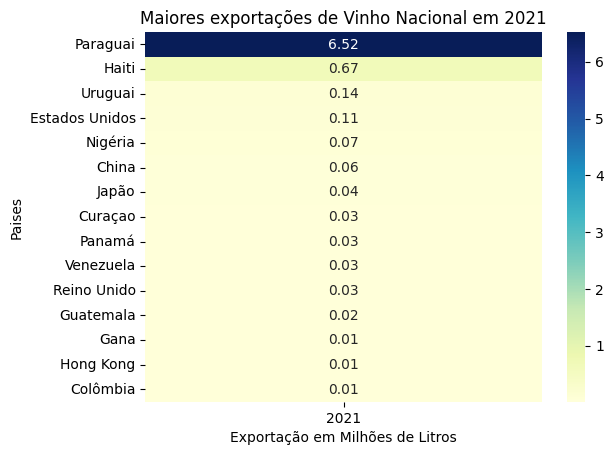 Maiores exportações de Vinho Nacional em 2021
Paises
Paraguai 6.52
Haiti 0.67
Uruguai 0.14
Estados Unidos 0.11
Nigéria 0.07
China 0.06
Japão 0.04
Curaçao 0.03
Panamá 0.03
Venezuela 0.03
Reino Unido 0.03
Guatemala 0.02
Gana 0.01
Hong Kong 0.01
Colômbia 0.01
2021
Exportação em Milhões de Litros
6
5
4
3
2
1